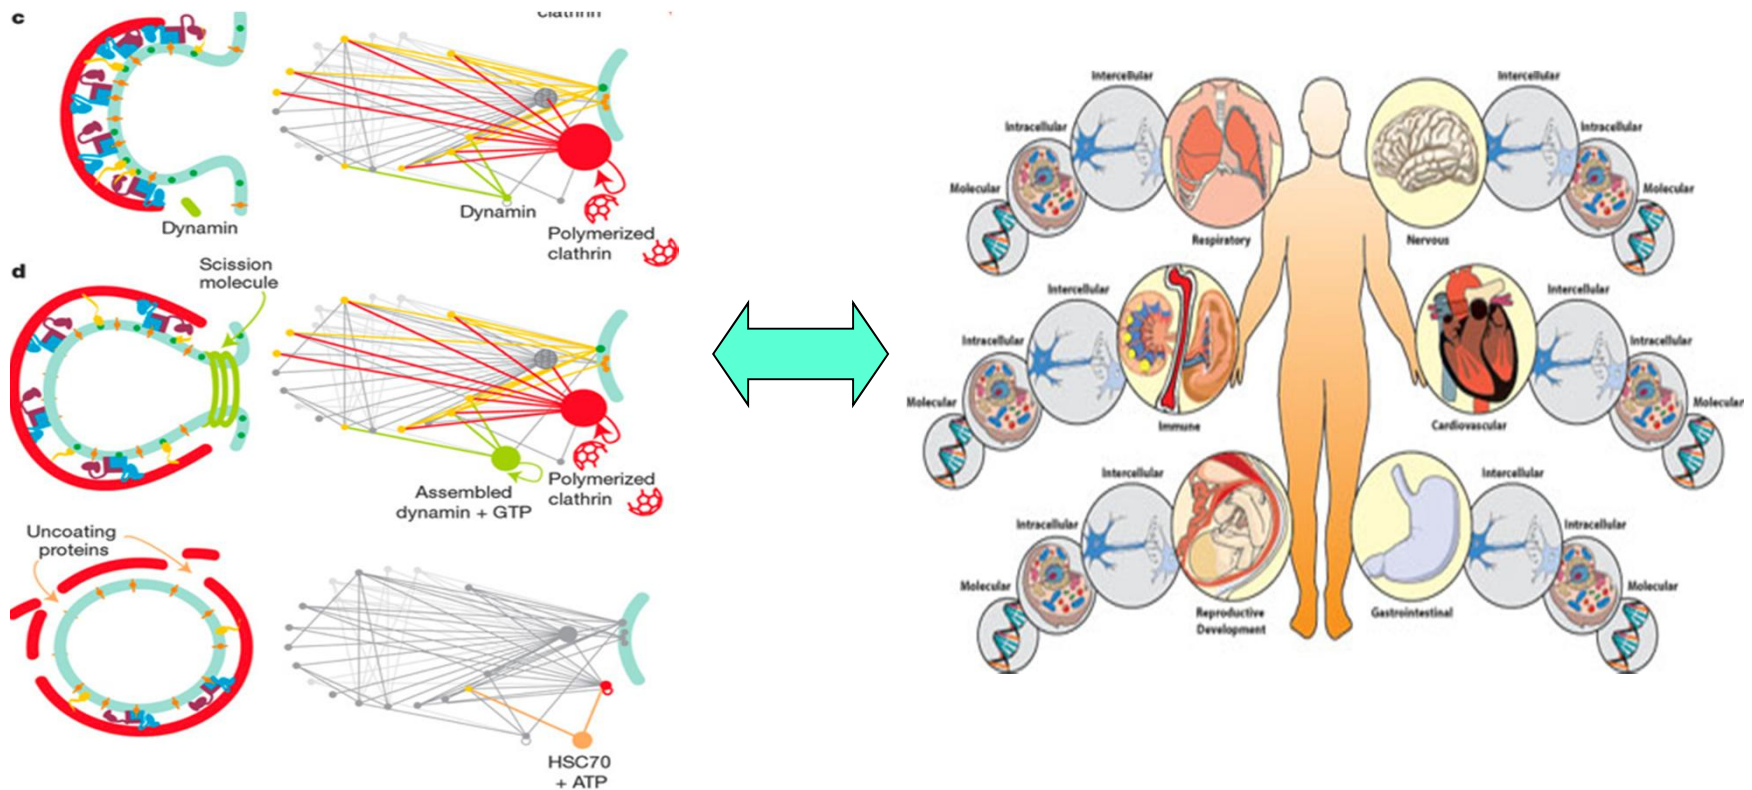 c
clathrin
Dynamin
Dynamin
Polymerized
clathrin
d
Scission
molecule
Assembled
dynamin + GTP
Polymerized
clathrin
Uncoating
proteins
HSC70
+ ATP
Intercellular
Intracellular
Molecular
Respiratory
Intercellular
Intracellular
Molecular
Nervous
Intercellular
Intracellular
Molecular
Immune
Intercellular
Intracellular
Molecular
Cardiovascular
Intercellular
Intracellular
Molecular
Reproductive
Development
Intercellular
Intracellular
Molecular
Gastrointestinal